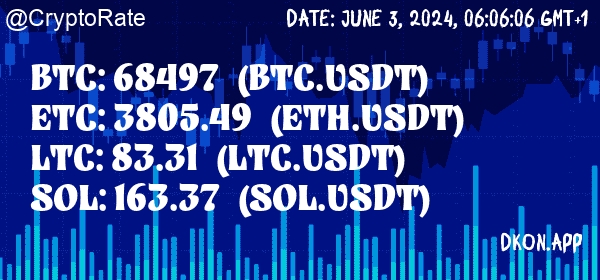 @CryptoRate
DATE: JUNE 3, 2024, 06:06:06 GMT+1
BTC: 68497 (BTC.USDT)
ETC: 3805.49 (ETH.USDT)
LTC: 83.31 (LTC.USDT)
SOL: 163.37 (SOL.USDT)
DKON.APP